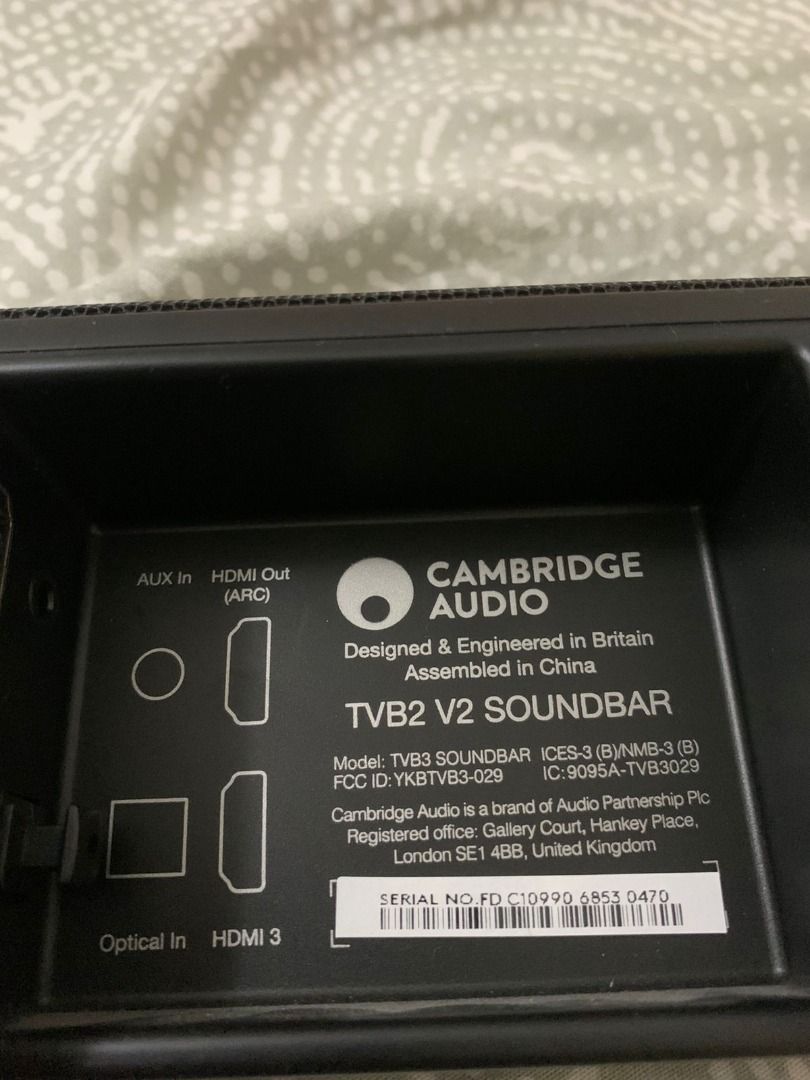 AUX In
HDMI Out
(ARC)
CAMBRIDGE
AUDIO
Designed & Engineered in Britain
Assembled in China
TVB2 V2 SOUNDBAR
Model: TVB3 SOUNDBAR ICES-3 (B)/NMB-3 (B)
FCC ID:YKBTVB3-029 IC:9095A-TVB3029
Cambridge Audio is a brand of Audio Partnership Plc
Registered office: Gallery Court, Hankey Place,
London SE1 4BB, United Kingdom
SERIAL NO.FD C10990 6853 0470
Optical In
HDMI 3